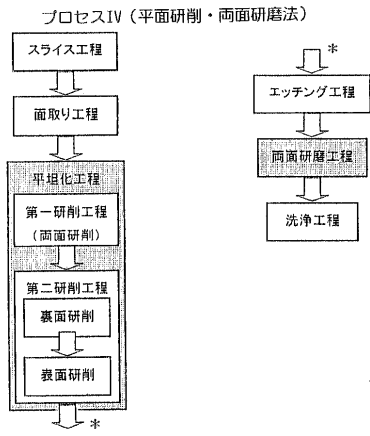 プロセスIV(平面研削・両面研磨法)
スライス工程
面取り工程
平坦化工程
第一研削工程
(両面研削)
第二研削工程
裏面研削
表面研削
*
*
エッチング工程
両面研磨工程
洗浄工程